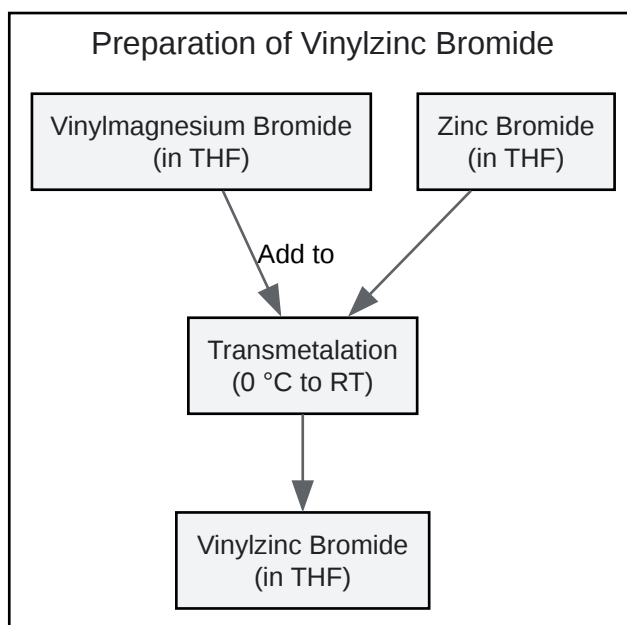 Preparation of Vinylzinc Bromide
Vinylmagnesium Bromide
(in THF)
Zinc Bromide
(in THF)
Add to
Transmetalation
(0 °C to RT)
Vinylzinc Bromide
(in THF)